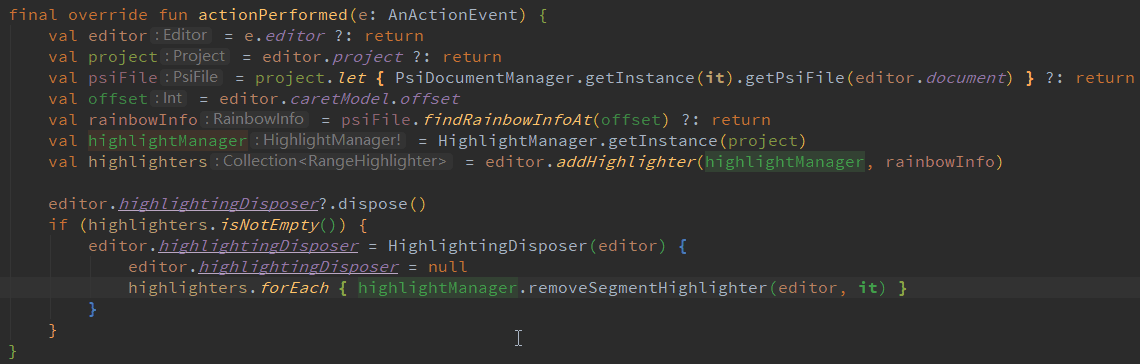 final override fun actionPerformed(e: AnActionEvent) {
    val editor : Editor = e.editor ?: return
    val project : Project = editor.project ?: return
    val psiFile : PsiFile = project.let { PsiDocumentManager.getInstance(it).getPsiFile(editor.document) } ?: return
    val offset : Int = editor.caretModel.offset
    val rainbowInfo : RainbowInfo = psiFile.findRainbowInfoAt(offset) ?: return
    val highlightManager : HighlightManager! = HighlightManager.getInstance(project)
    val highlighters : Collection<RangeHighlighter> = editor.addHighlighter(highlightManager, rainbowInfo)

    editor.highlightingDisposer?.dispose()
    if (highlighters.isNotEmpty()) {
        editor.highlightingDisposer = HighlightingDisposer(editor) {
            editor.highlightingDisposer = null
            highlighters.forEach { highlightManager.removeSegmentHighlighter(editor, it) }
        }
    }
}